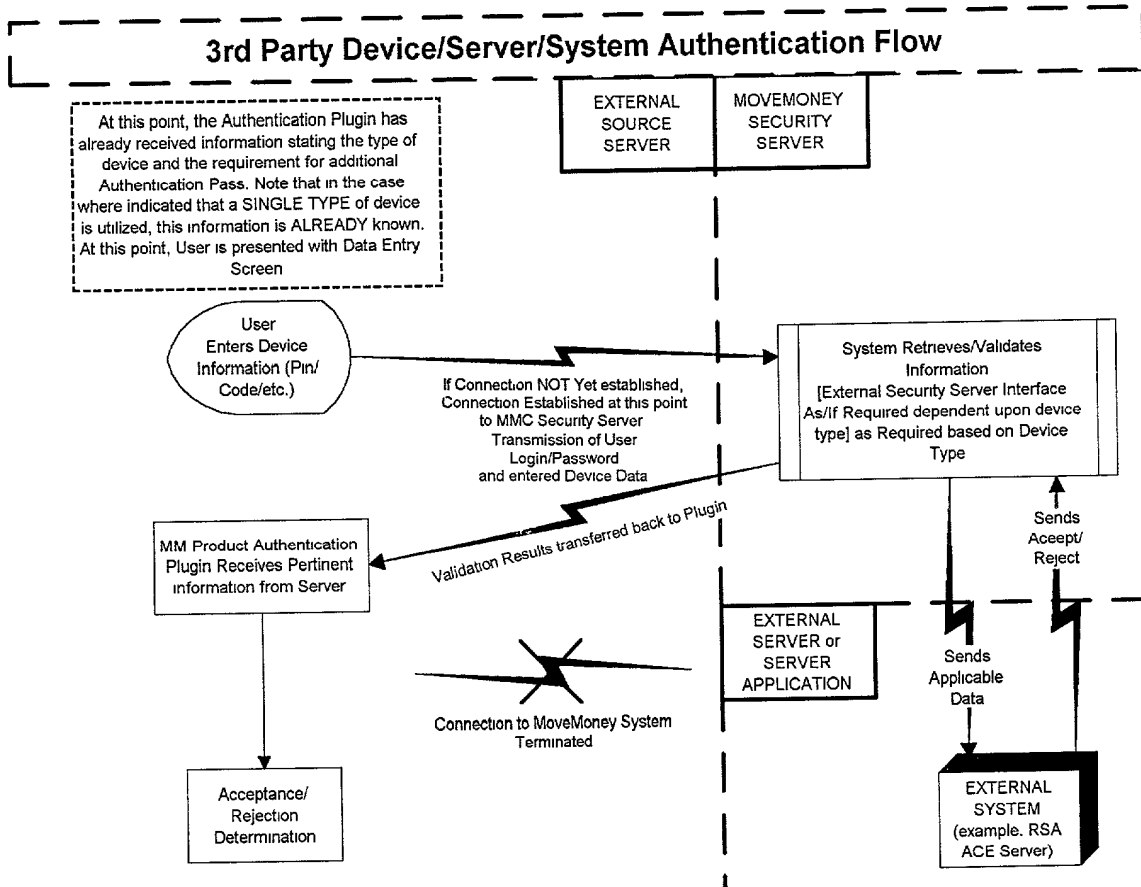 3rd Party Device/Server/System Authentication Flow
At this point, the Authentication Plugin has
already received information stating the type of
device and the requirement for additional
Authentication Pass. Note that in the case
where indicated that a SINGLE TYPE of device
is utilized, this information is ALREADY known.
At this point, User is presented with Data Entry
Screen
EXTERNAL
SOURCE
SERVER
MOVEMONEY
SECURITY
SERVER
User
Enters Device
Information (Pin/
Code/etc.)
If Connection NOT Yet established,
Connection Established at this point
to MMC Security Server
Transmission of User
Login/Password
and entered Device Data
System Retrieves/Validates
Information
[External Security Server Interface
As/If Required dependent upon device
type] as Required based on Device
Type
Validation Results transferred back to Plugin
MM Product Authentication
Plugin Receives Pertinent
information from Server
Sends
Accept/
Reject
EXTERNAL
SERVER or
SERVER
APPLICATION
Sends
Applicable
Data
Connection to MoveMoney System
Terminated
Acceptance/
Rejection
Determination
EXTERNAL
SYSTEM
(example. RSA
ACE Server)